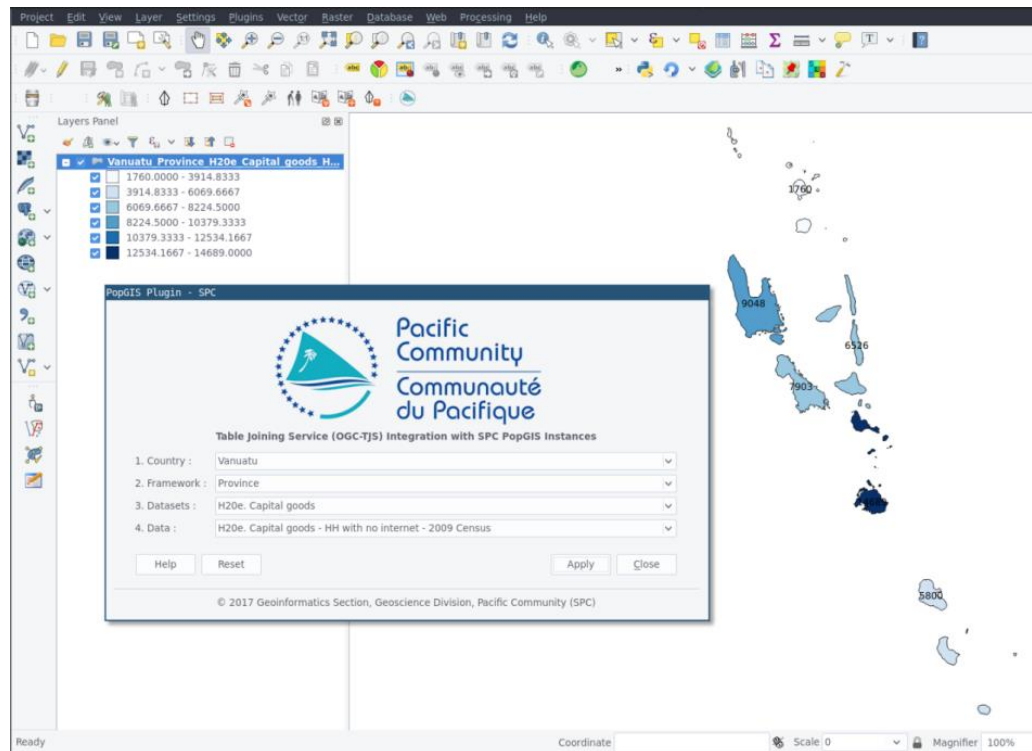 Project Edit View Layer Settings Plugins Vector Raster Database Web Processing Help
Layers Panel
Vanuatu_Province_H20e_Capital_goods_H...
1760.0000 - 3914.8333
3914.8333 - 6069.6667
6069.6667 - 8224.5000
8224.5000 - 10379.3333
10379.3333 - 12534.1667
12534.1667 - 14689.0000
1760
9048
6526
7903
5800
PopGIS Plugin - SPC
Pacific
Community
Communauté
du Pacifique
Table Joining Service (OGC-TJS) Integration with SPC PopGIS Instances
1. Country : Vanuatu
2. Framework : Province
3. Datasets : H20e. Capital goods
4. Data : H20e. Capital goods - HH with no internet - 2009 Census
Help Reset Apply Close
© 2017 Geoinformatics Section, Geoscience Division, Pacific Community (SPC)
Ready Coordinate Scale 0 Magnifier 100%